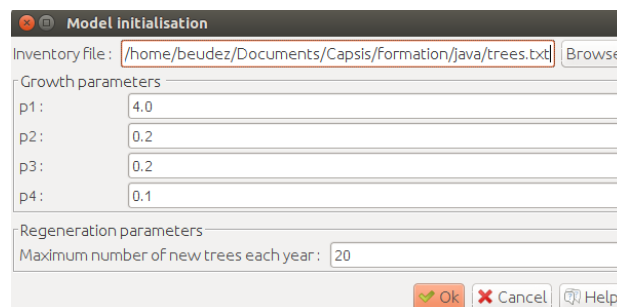 Model initialisation
Inventory file : /home/beudez/Documents/Capsis/formation/java/trees.txt Browse
Growth parameters
p1 : 4.0
p2 : 0.2
p3 : 0.2
p4 : 0.1
Regeneration parameters
Maximum number of new trees each year : 20
Ok Cancel Help